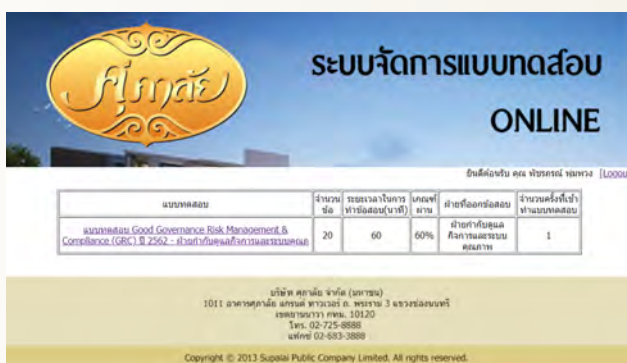 ศุภาลัย
ระบบจัดการแบบทดสอบ
ONLINE
ยินดีต้อนรับ คุณ พัชรภรณ์ พุ่มพวง [Logou
แบบทดสอบ
จำนวน
ข้อ
ระยะเวลาในการ
ทำข้อสอบ(นาที)
เกณฑ์
ผ่าน
ฝ่ายที่ออกข้อสอบ
จำนวนครั้งที่เข้า
ทำแบบทดสอบ
แบบทดสอบ Good Governance Risk Management &
Compliance (GRC) ปี 2562 - ฝ่ายกำกับดูแลกิจการและระบบคุณภ
20
60
60%
ฝ่ายกำกับดูแล
กิจการและระบบ
คุณภาพ
1
บริษัท ศุภาลัย จำกัด (มหาชน)
1011 อาคารศุภาลัย แกรนด์ ทาวเวอร์ ถ. พระราม 3 แขวงช่องนนทรี
เขตยานนาวา กทม. 10120
โทร. 02-725-8888
แฟกซ์ 02-683-3888
Copyright © 2013 Supalai Public Company Limited. All rights reserved.